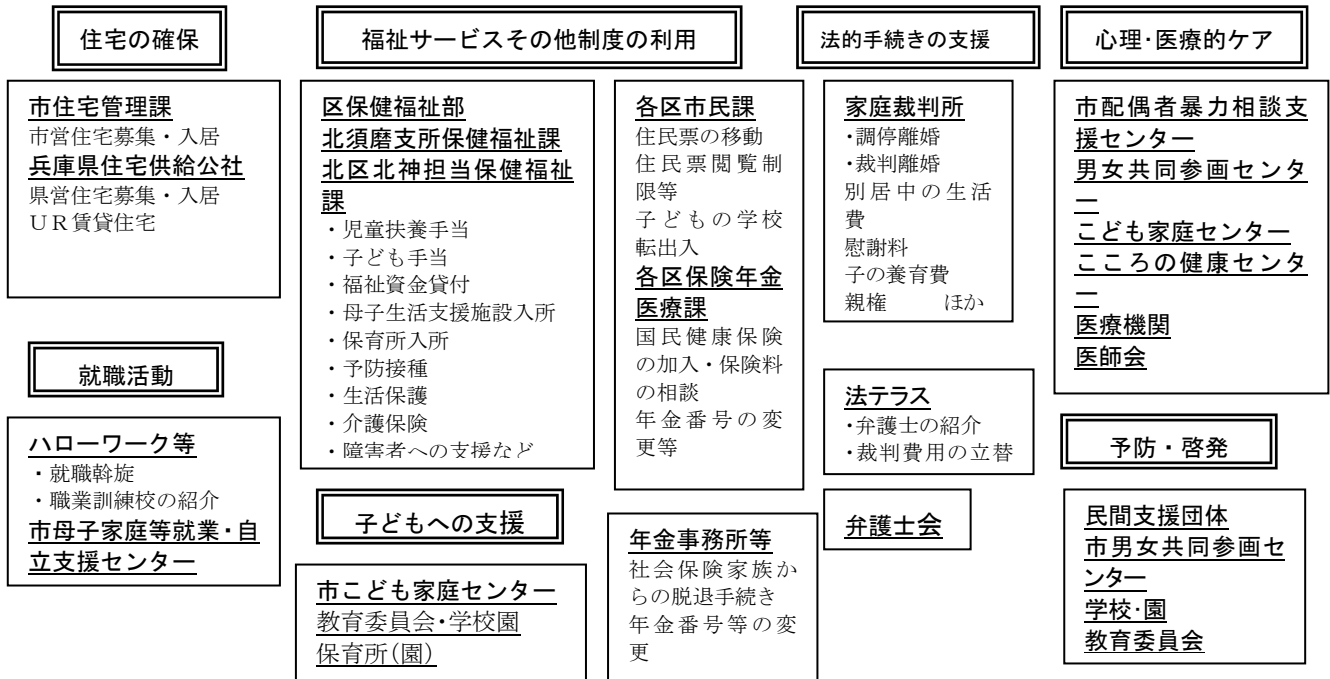 住宅の確保
市住宅管理課
市営住宅募集・入居
兵庫県住宅供給公社
県営住宅募集・入居
ＵＲ賃貸住宅
就職活動
ハローワーク等
・就職斡旋
・職業訓練校の紹介
市母子家庭等就業・自
立支援センター
福祉サービスその他制度の利用
区保健福祉部
北須磨支所保健福祉課
北区北神担当保健福祉
課
・児童扶養手当
・子ども手当
・福祉資金貸付
・母子生活支援施設入所
・保育所入所
・予防接種
・生活保護
・介護保険
・障害者への支援など
各区市民課
住民票の移動
住民票閲覧制
限等
子どもの学校
転出入
各区保険年金
医療課
国民健康保険
の加入・保険料
の相談
年金番号の変
更等
子どもへの支援
市こども家庭センター
教育委員会・学校園
保育所（園）
年金事務所等
社会保険家族か
らの脱退手続き
年金番号等の変
更
法的手続きの支援
家庭裁判所
・調停離婚
・裁判離婚
別居中の生活
費
慰謝料
子の養育費
親権　　ほか
法テラス
・弁護士の紹介
・裁判費用の立替
弁護士会
心理・医療的ケア
市配偶者暴力相談支
援センター
男女共同参画センタ
ー
こども家庭センター
こころの健康センタ
ー
医療機関
医師会
予防・啓発
民間支援団体
市男女共同参画セ
ンター
学校・園
教育委員会